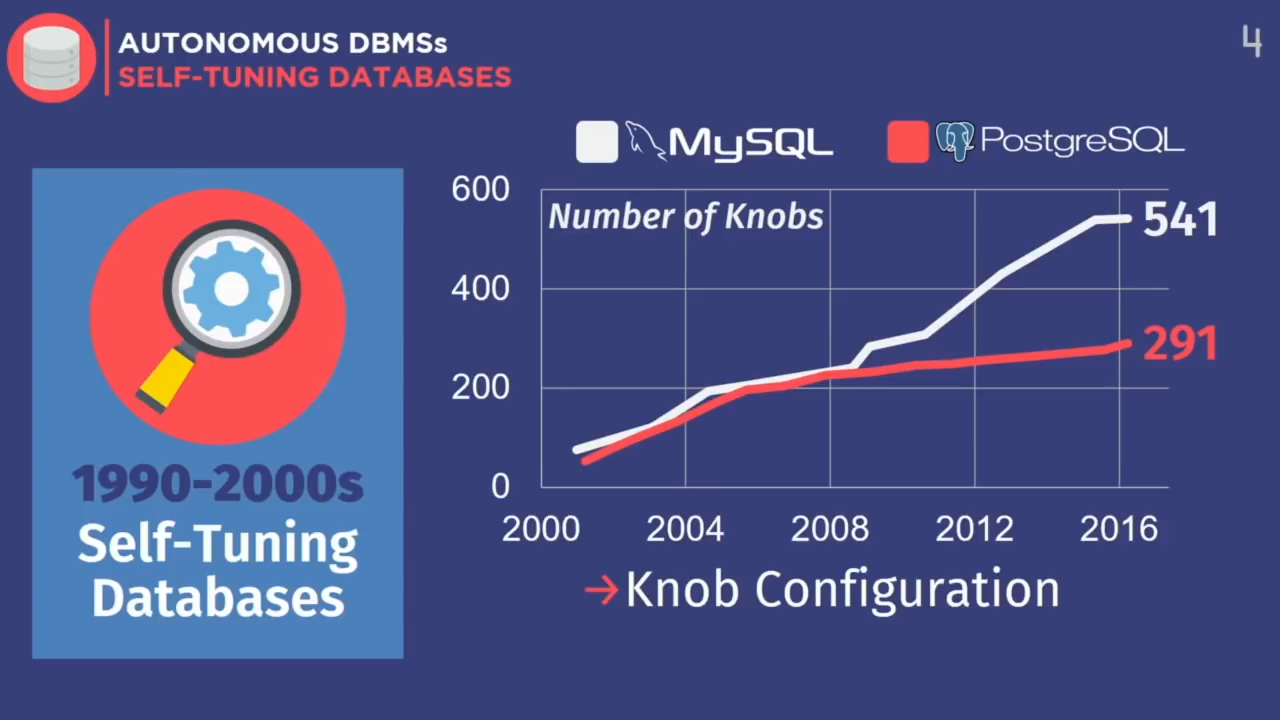 AUTONOMOUS DBMSs
SELF-TUNING DATABASES
4
MySQL
PostgreSQL
Number of Knobs
600
400
200
0
2000
2004
2008
2012
2016
541
291
1990-2000s
Self-Tuning
Databases
→Knob Configuration